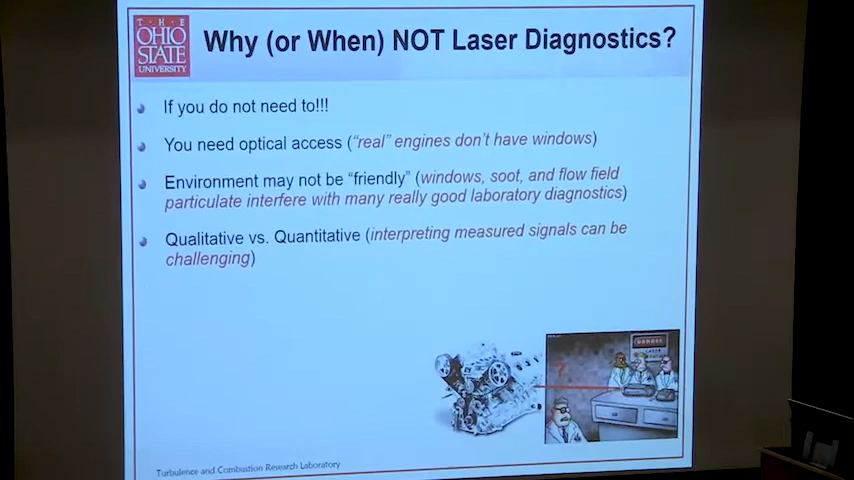 T·H·E
OHIO
STATE
UNIVERSITY
Why (or When) NOT Laser Diagnostics?
If you do not need to!!!
You need optical access (“real” engines don’t have windows)
Environment may not be “friendly” (windows, soot, and flow field
particulate interfere with many really good laboratory diagnostics)
Qualitative vs. Quantitative (interpreting measured signals can be
challenging)
?
DANGER
LASER
Turbulence and Combustion Research Laboratory